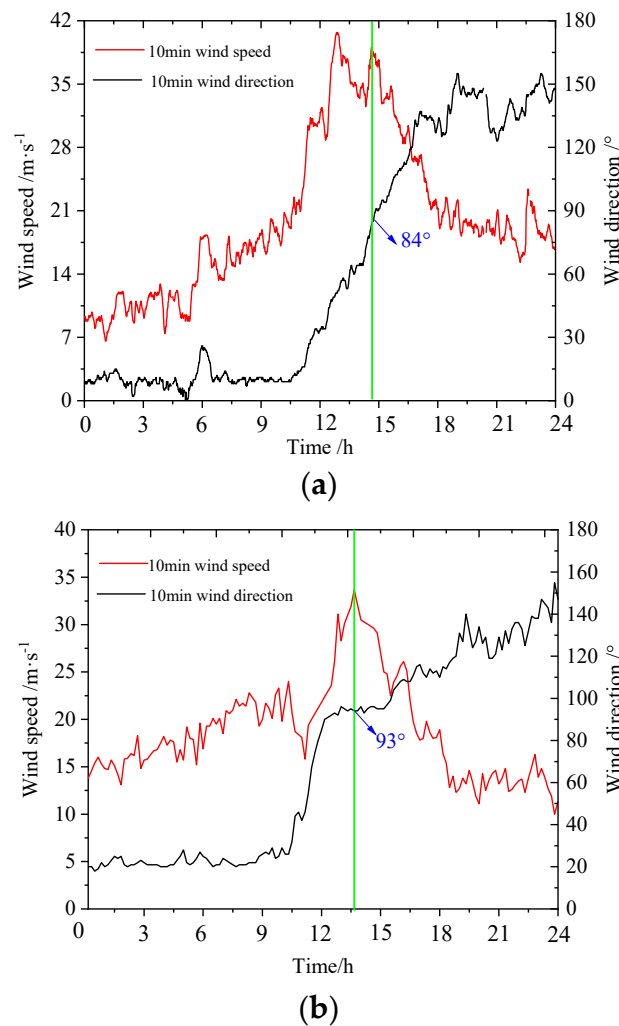 42
35
28
21
14
7
0
Wind speed /m·s⁻¹
10min wind speed
10min wind direction
84°
180
150
120
90
60
30
0
Wind direction /°
0 3 6 9 12 15 18 21 24
Time /h
(a)
40
35
30
25
20
15
10
5
0
Wind speed /m·s⁻¹
10min wind speed
10min wind direction
93°
180
160
140
120
100
80
60
40
20
0
Wind direction /°
0 3 6 9 12 15 18 21 24
Time/h
(b)